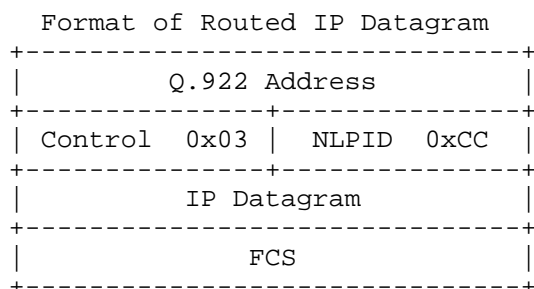 Format of Routed IP Datagram
+-------------------------------+
| Q.922 Address |
+---------------+---------------+
| Control 0x03 | NLPID 0xCC |
+---------------+---------------+
| IP Datagram |
+-------------------------------+
| FCS |
+-------------------------------+